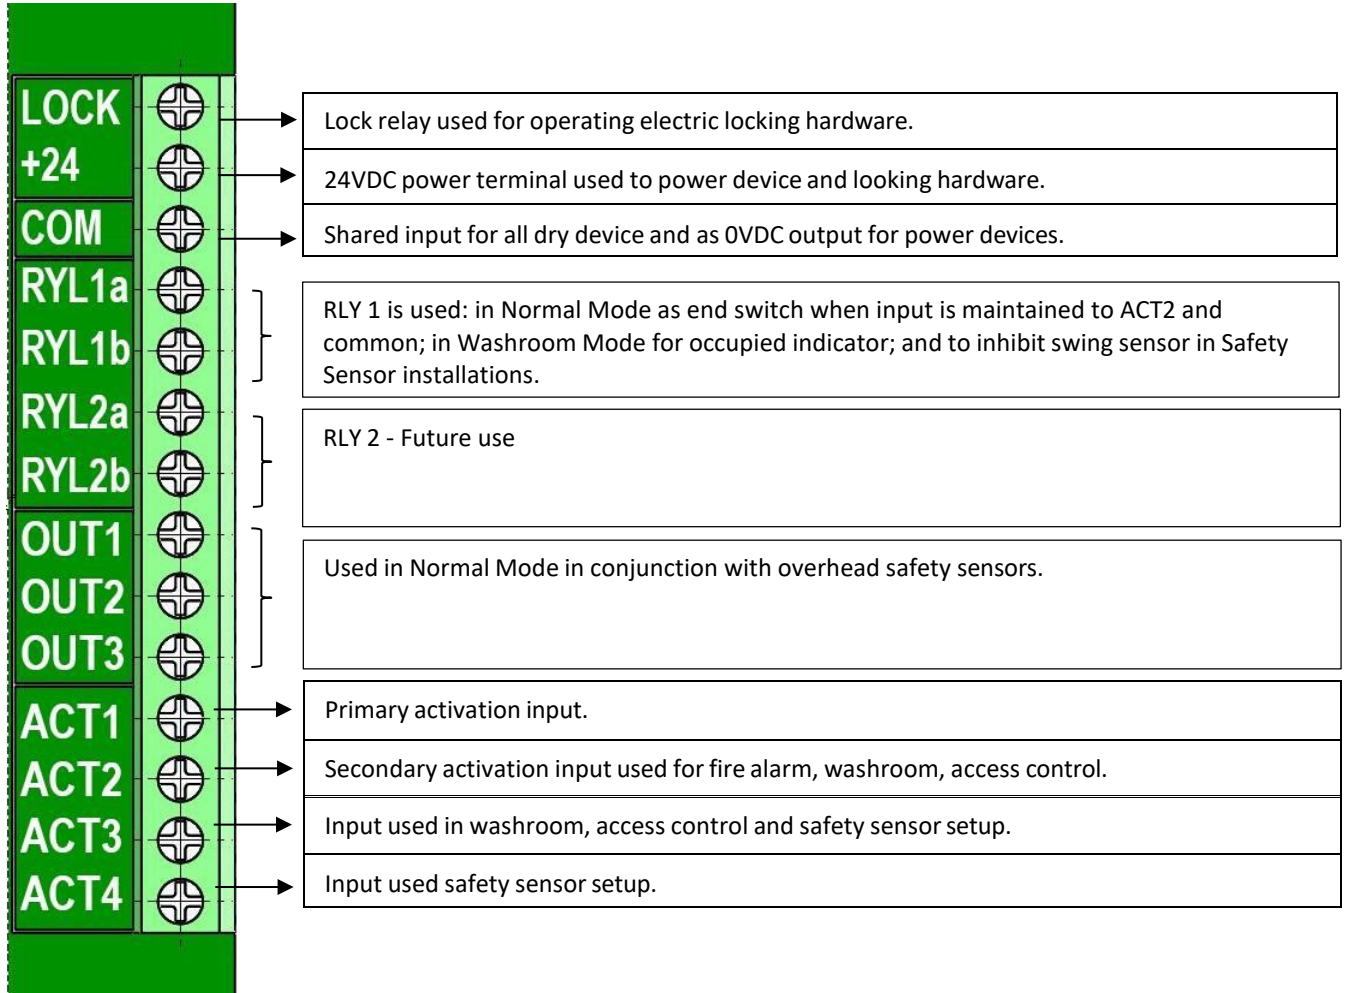 LOCK
Lock relay used for operating electric locking hardware.
+24
24VDC power terminal used to power device and looking hardware.
COM
Shared input for all dry device and as 0VDC output for power devices.
RYL1a
RYL1b
RLY 1 is used: in Normal Mode as end switch when input is maintained to ACT2 and
common; in Washroom Mode for occupied indicator; and to inhibit swing sensor in Safety
Sensor installations.
RYL2a
RYL2b
RLY 2 - Future use
OUT1
OUT2
OUT3
Used in Normal Mode in conjunction with overhead safety sensors.
ACT1
Primary activation input.
ACT2
Secondary activation input used for fire alarm, washroom, access control.
ACT3
Input used in washroom, access control and safety sensor setup.
ACT4
Input used safety sensor setup.